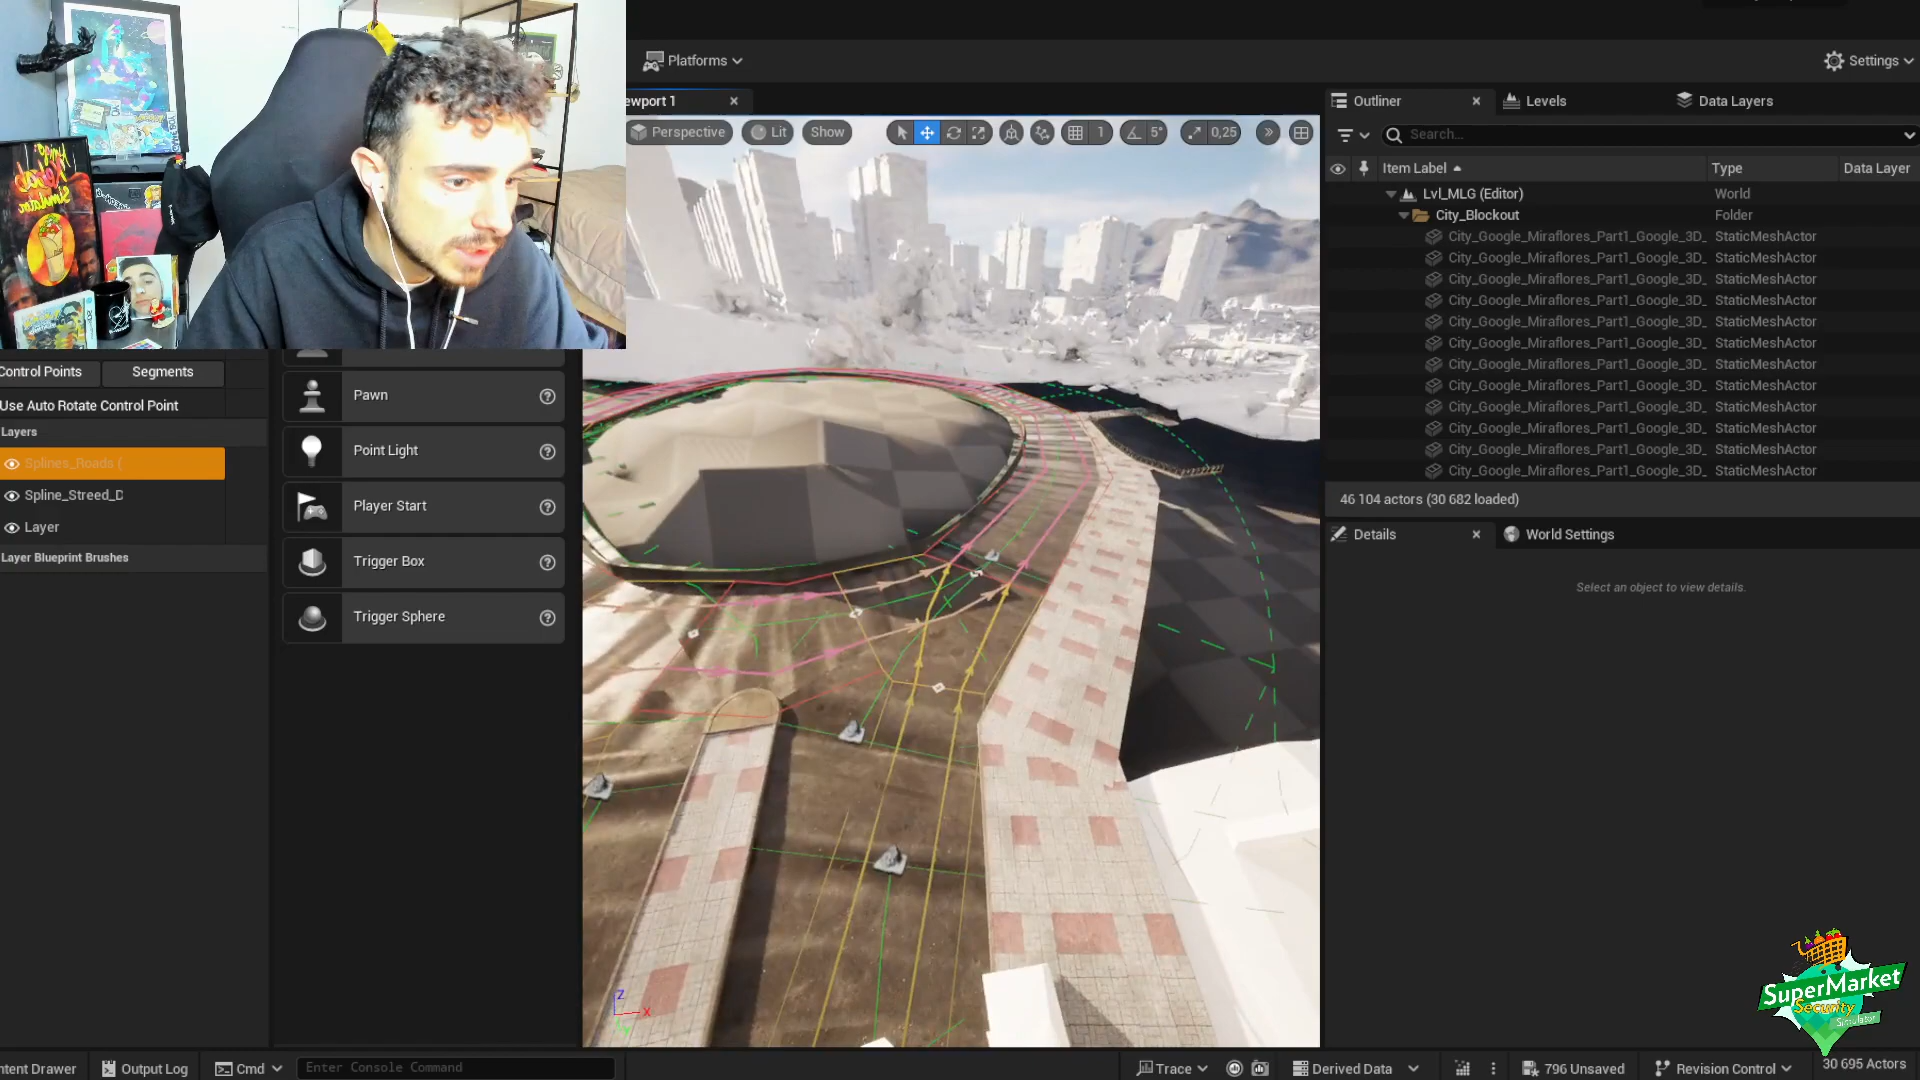 Platforms
Settings
ewport 1
Outliner
Levels
Data Layers
Perspective
Lit
Show
1
5°
0,25
Search...
Item Label
Type
Data Layer
Lvl_MLG (Editor)
World
City_Blockout
Folder
City_Google_Miraflores_Part1_Google_3D_
StaticMeshActor
City_Google_Miraflores_Part1_Google_3D_
StaticMeshActor
City_Google_Miraflores_Part1_Google_3D_
StaticMeshActor
City_Google_Miraflores_Part1_Google_3D_
StaticMeshActor
City_Google_Miraflores_Part1_Google_3D_
StaticMeshActor
City_Google_Miraflores_Part1_Google_3D_
StaticMeshActor
City_Google_Miraflores_Part1_Google_3D_
StaticMeshActor
City_Google_Miraflores_Part1_Google_3D_
StaticMeshActor
City_Google_Miraflores_Part1_Google_3D_
StaticMeshActor
City_Google_Miraflores_Part1_Google_3D_
StaticMeshActor
City_Google_Miraflores_Part1_Google_3D_
StaticMeshActor
City_Google_Miraflores_Part1_Google_3D_
StaticMeshActor
46 104 actors (30 682 loaded)
Details
World Settings
Select an object to view details.
Control Points
Segments
Use Auto Rotate Control Point
Layers
Splines_Roads (
Spline_Streed_D
Layer
Layer Blueprint Brushes
Pawn
Point Light
Player Start
Trigger Box
Trigger Sphere
Z
X
SuperMarket
Security
Simulator
ntent Drawer
Output Log
Cmd
Enter Console Command
Trace
Derived Data
796 Unsaved
Revision Control
30 695 Actors